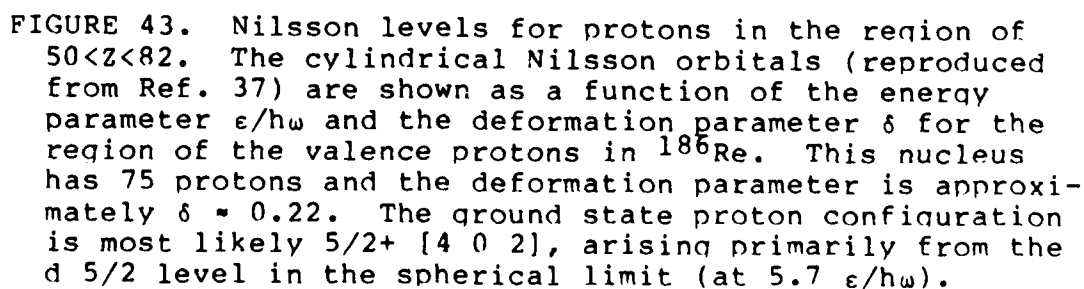 FIGURE 43. Nilsson levels for protons in the region of
50<Z<82. The cylindrical Nilsson orbitals (reproduced
from Ref. 37) are shown as a function of the energy
parameter ε/hω and the deformation parameter δ for the
region of the valence protons in ¹⁸⁶Re. This nucleus
has 75 protons and the deformation parameter is approxi-
mately δ ≈ 0.22. The ground state proton configuration
is most likely 5/2+ [4 0 2], arising primarily from the
d 5/2 level in the spherical limit (at 5.7 ε/hω).